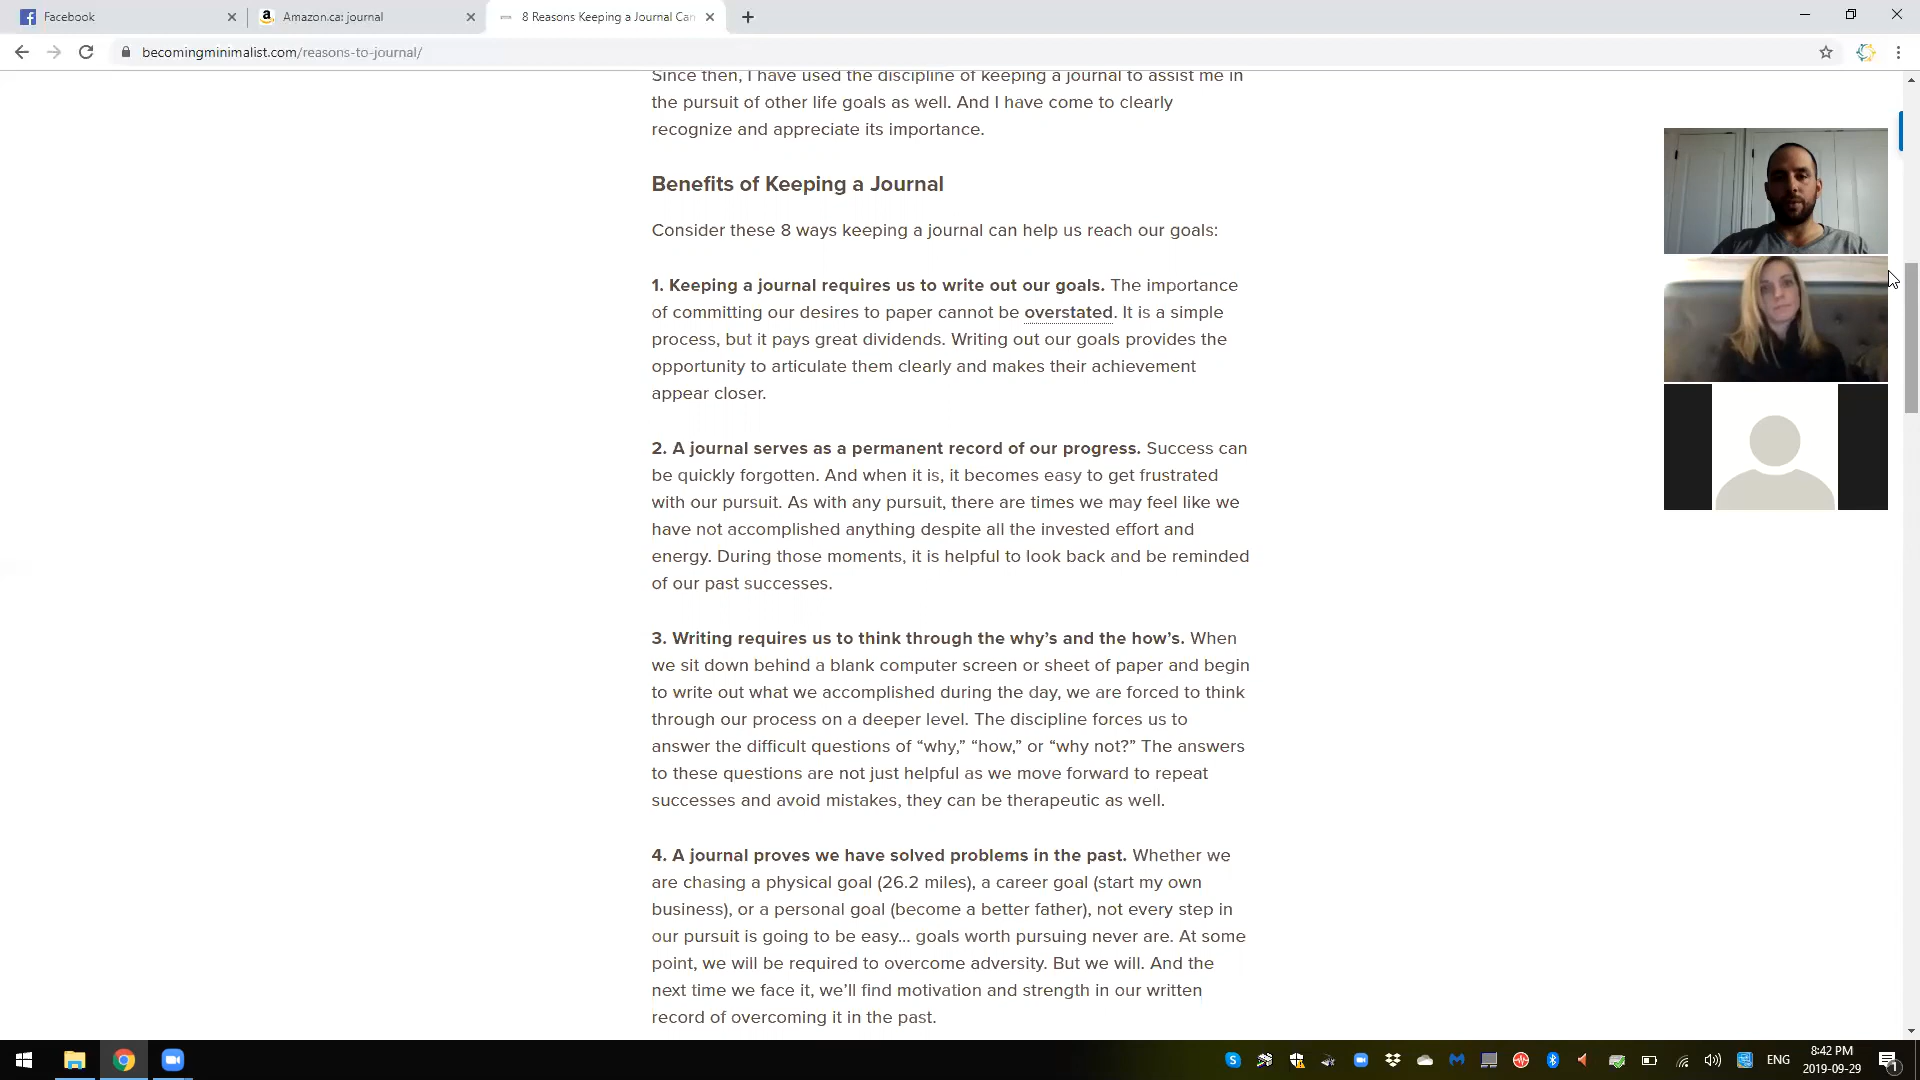 Facebook
Amazon.ca: journal
8 Reasons Keeping a Journal Can
becomingminimalist.com/reasons-to-journal/
Since then, I have used the discipline of keeping a journal to assist me in
the pursuit of other life goals as well. And I have come to clearly
recognize and appreciate its importance.
Benefits of Keeping a Journal
Consider these 8 ways keeping a journal can help us reach our goals:
1. Keeping a journal requires us to write out our goals. The importance
of committing our desires to paper cannot be overstated. It is a simple
process, but it pays great dividends. Writing out our goals provides the
opportunity to articulate them clearly and makes their achievement
appear closer.
2. A journal serves as a permanent record of our progress. Success can
be quickly forgotten. And when it is, it becomes easy to get frustrated
with our pursuit. As with any pursuit, there are times we may feel like we
have not accomplished anything despite all the invested effort and
energy. During those moments, it is helpful to look back and be reminded
of our past successes.
3. Writing requires us to think through the why’s and the how’s. When
we sit down behind a blank computer screen or sheet of paper and begin
to write out what we accomplished during the day, we are forced to think
through our process on a deeper level. The discipline forces us to
answer the difficult questions of “why,” “how,” or “why not?” The answers
to these questions are not just helpful as we move forward to repeat
successes and avoid mistakes, they can be therapeutic as well.
4. A journal proves we have solved problems in the past. Whether we
are chasing a physical goal (26.2 miles), a career goal (start my own
business), or a personal goal (become a better father), not every step in
our pursuit is going to be easy… goals worth pursuing never are. At some
point, we will be required to overcome adversity. But we will. And the
next time we face it, we’ll find motivation and strength in our written
record of overcoming it in the past.
ENG
8:42 PM
2019-09-29
1